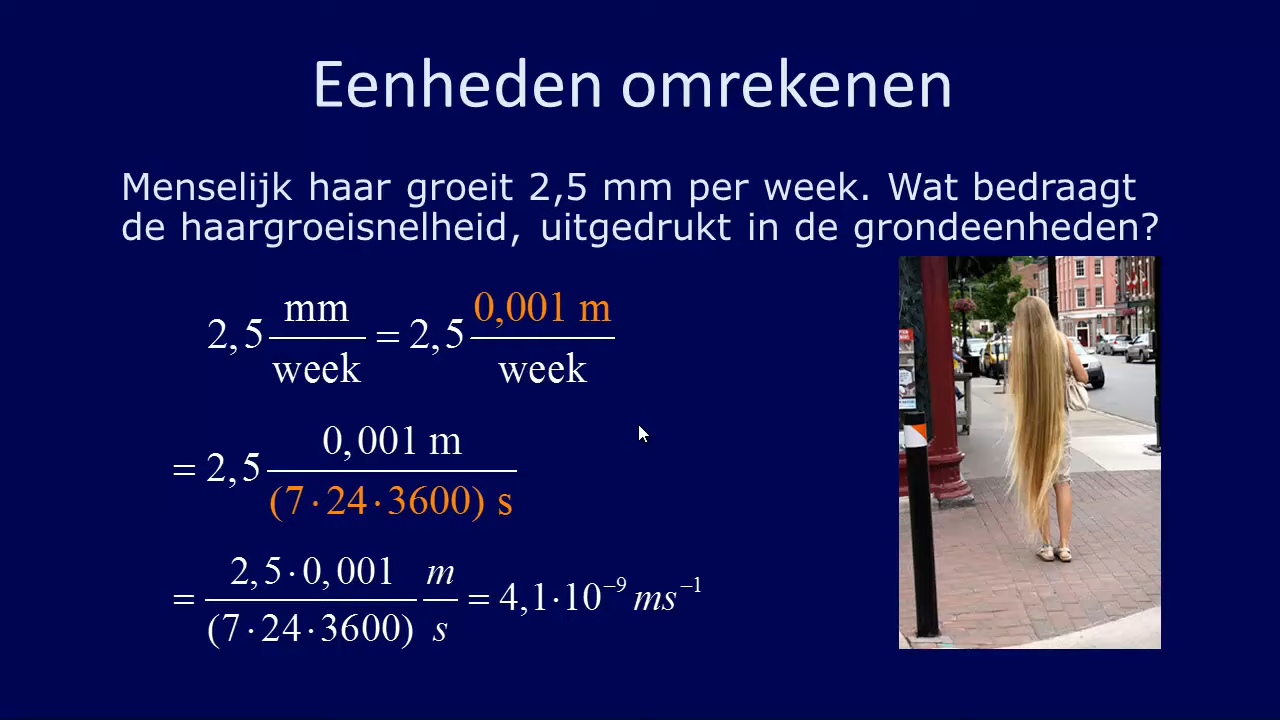 Eenheden omrekenen
Menselijk haar groeit 2,5 mm per week. Wat bedraagt
de haargroeisnelheid, uitgedrukt in de grondeenheden?
2,5 mm/week = 2,5 0,001 m/week
= 2,5 0,001 m/(7·24·3600) s
= 2,5·0,001/(7·24·3600) m/s = 4,1·10⁻⁹ ms⁻¹